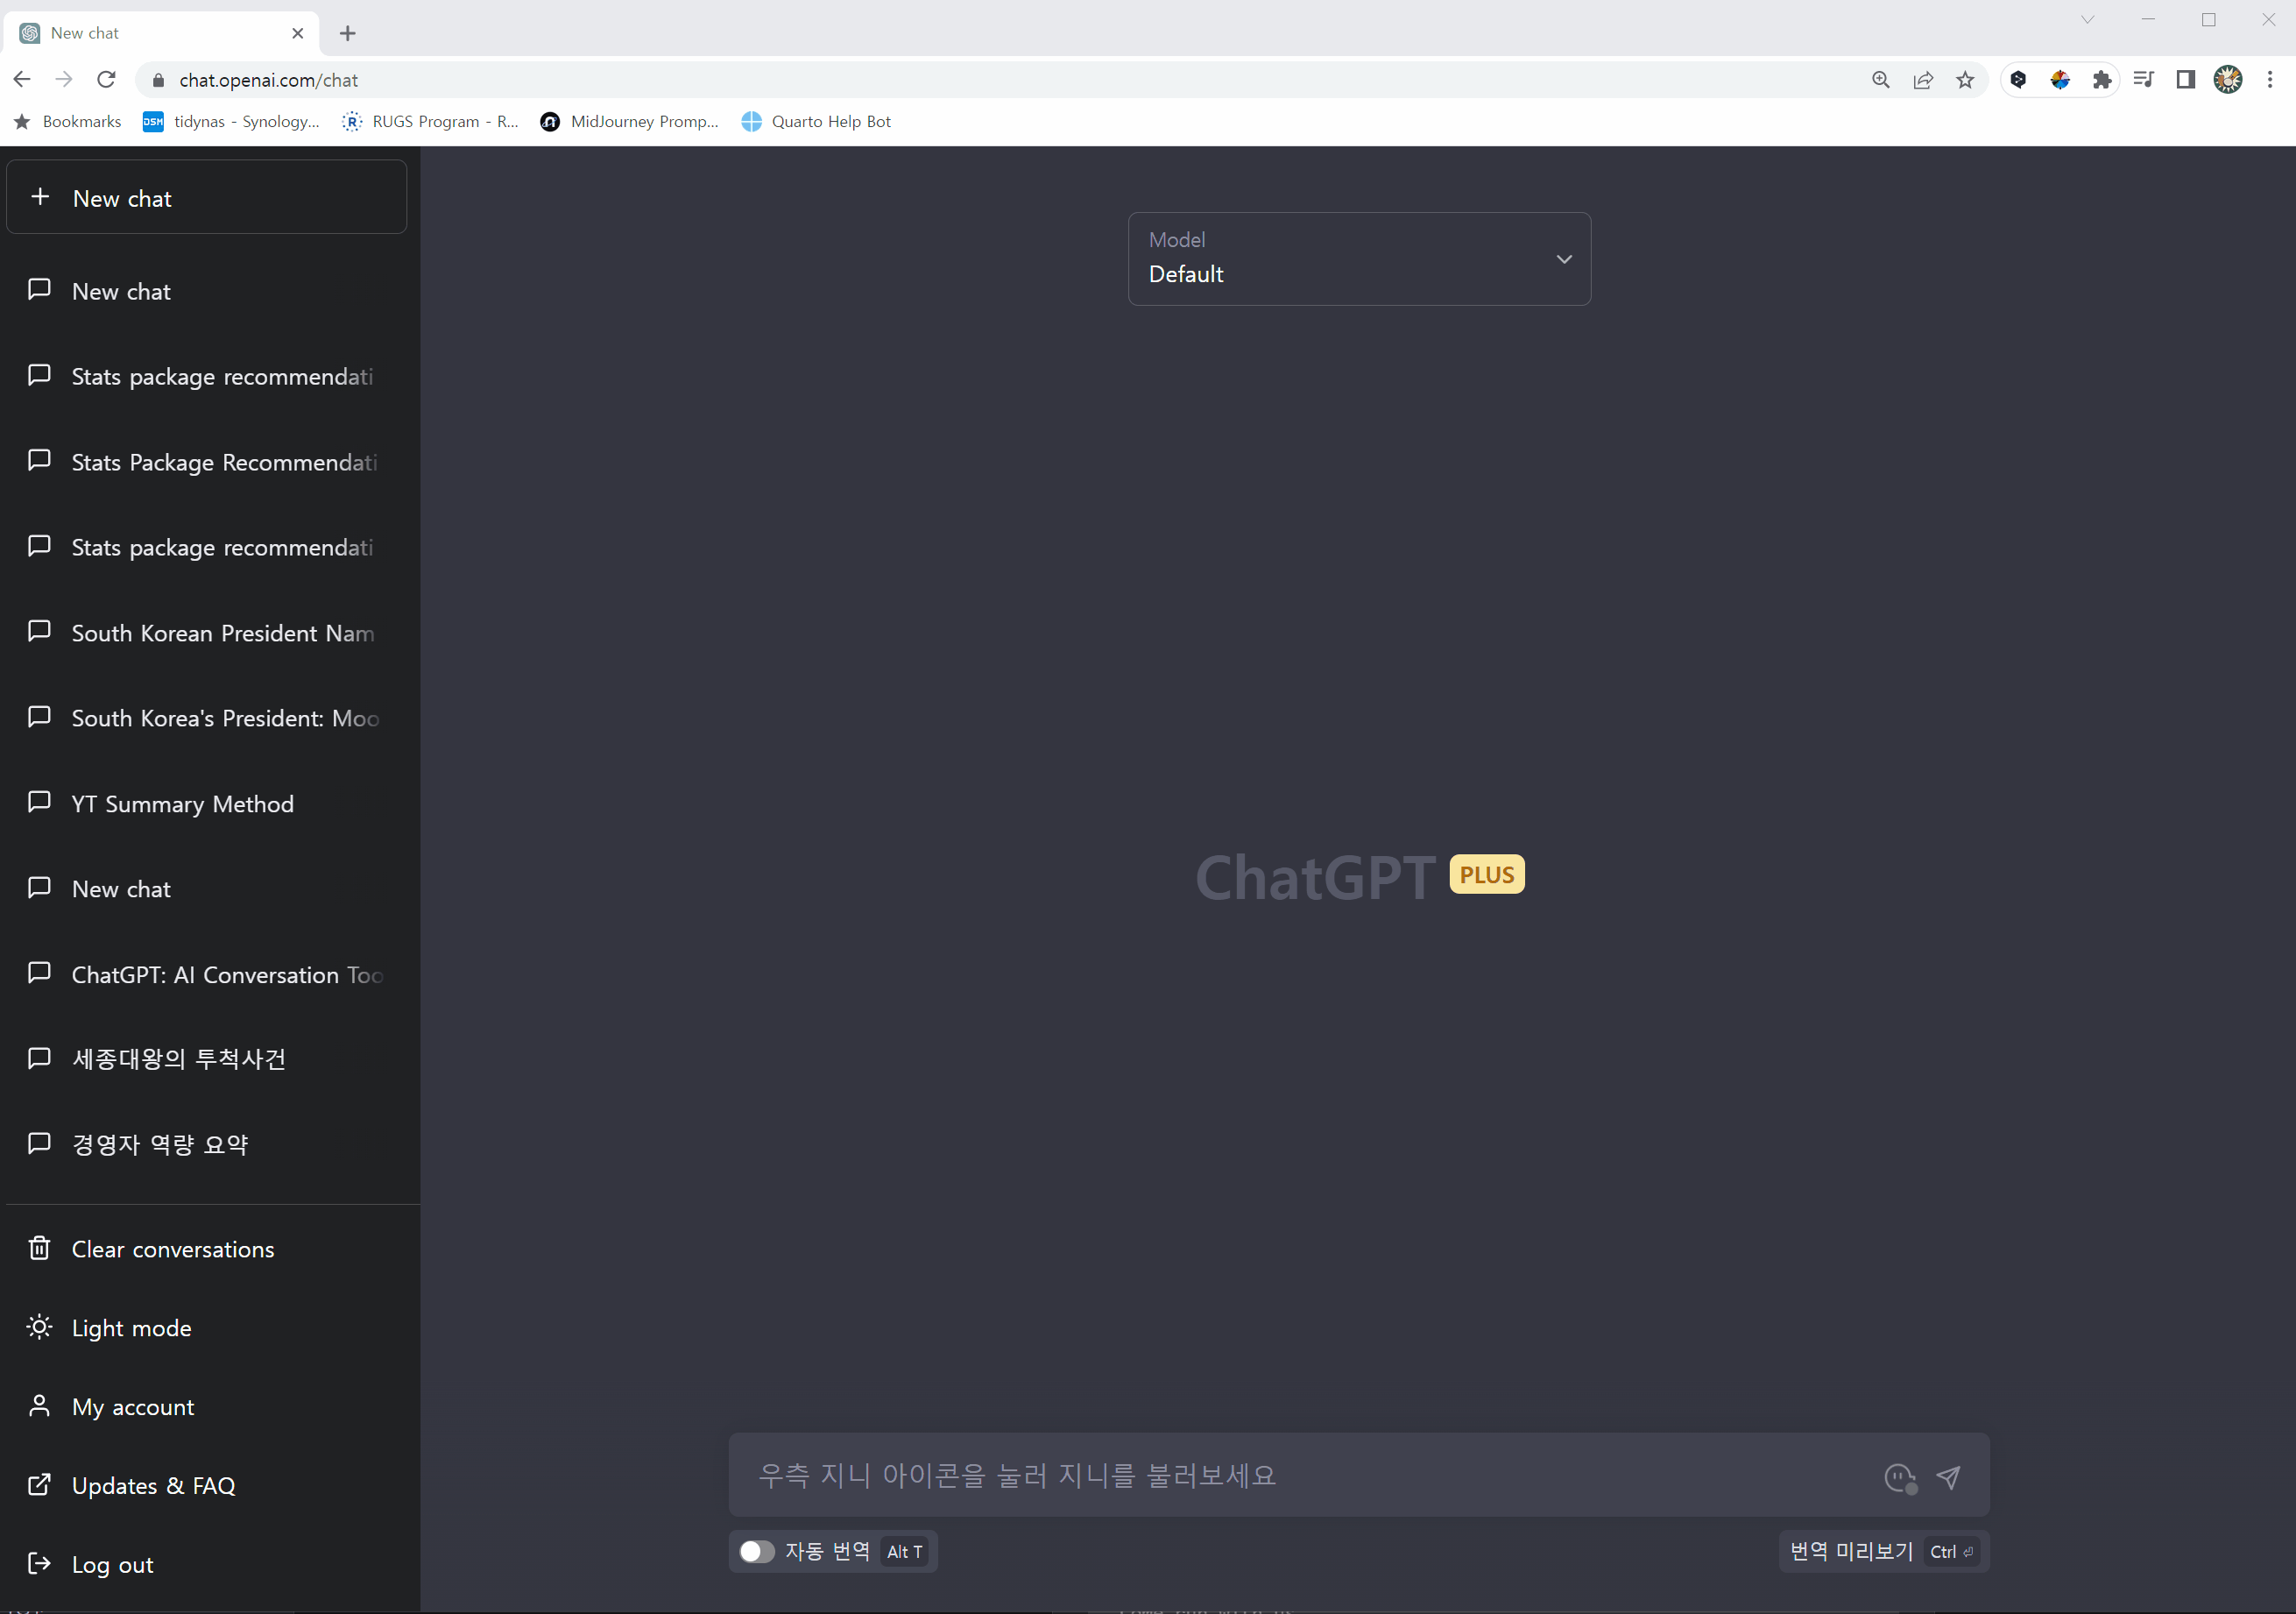 New chat
chat.openai.com/chat
Bookmarks
DSM
tidynas - Synology...
R
RUGS Program - R...
MidJourney Promp...
Quarto Help Bot
New chat
New chat
Stats package recommendati
Stats Package Recommendati
Stats package recommendati
South Korean President Nam
South Korea's President: Moo
YT Summary Method
New chat
ChatGPT: AI Conversation Too
세종대왕의 투척사건
경영자 역량 요약
Clear conversations
Light mode
My account
Updates & FAQ
Log out
Model
Default
ChatGPT PLUS
우측 지니 아이콘을 눌러 지니를 불러보세요
자동 번역 Alt T
번역 미리보기 Ctrl ⏎